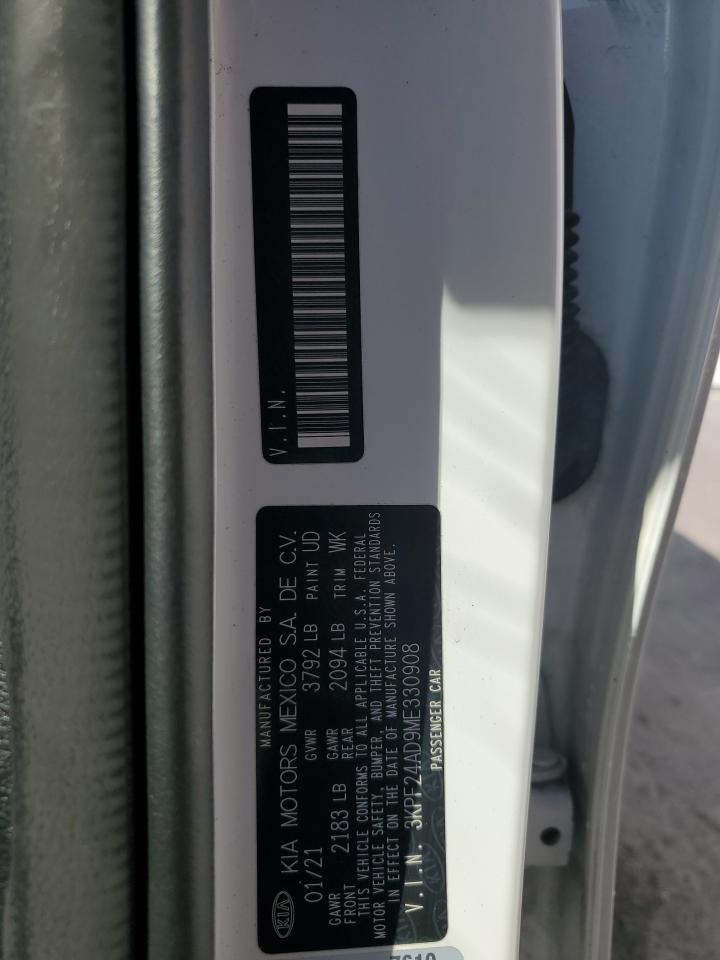 KIA
MANUFACTURED BY
KIA MOTORS MEXICO S.A. DE C.V.
01/21 GVWR 3792 LB PAINT UD
GAWR FRONT 2183 LB GAWR REAR 2094 LB TRIM WK
THIS VEHICLE CONFORMS TO ALL APPLICABLE U.S.A. FEDERAL
MOTOR VEHICLE SAFETY, BUMPER, AND THEFT PREVENTION STANDARDS
IN EFFECT ON THE DATE OF MANUFACTURE SHOWN ABOVE.
V.I.N. 3KPF24AD9ME330908
PASSENGER CAR
V.I.N.